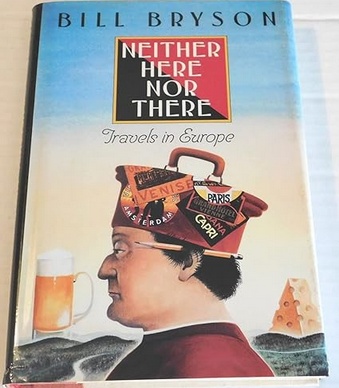 BILL BRYSON
NEITHER
HERE
NOR
THERE
Travels in Europe
VENISE
AMSTERDAM
PARIS
CAPRI